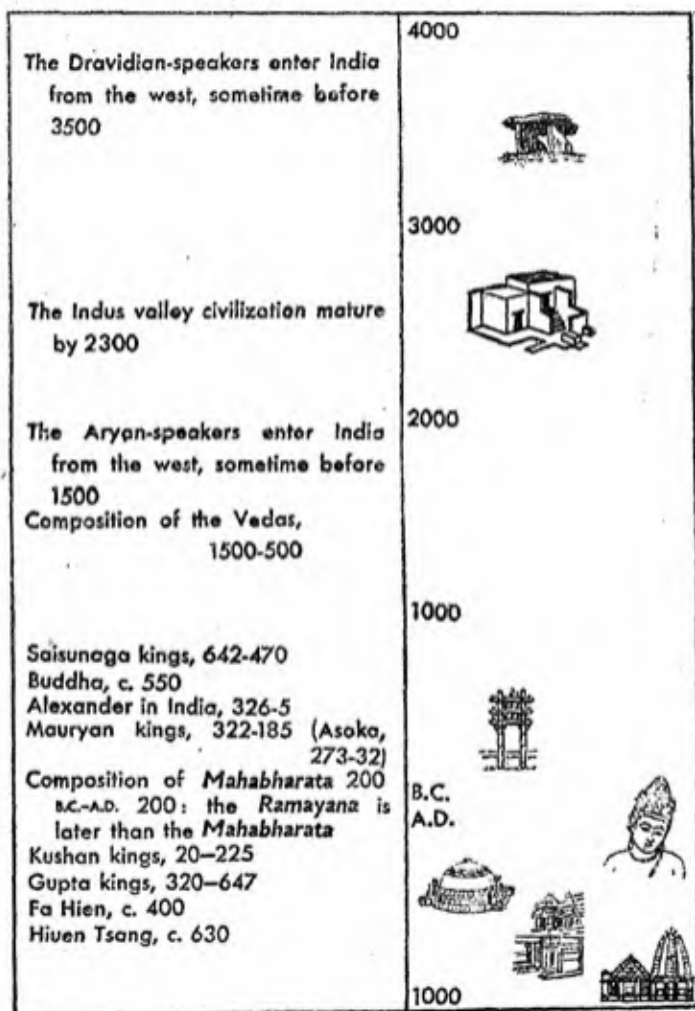 The Dravidian-speakers enter India
from the west, sometime before
3500
The Indus valley civilization mature
by 2300
The Aryan-speakers enter India
from the west, sometime before
1500
Composition of the Vedas,
1500-500
Saisunaga kings, 642-470
Buddha, c. 550
Alexander in India, 326-5
Mauryan kings, 322-185 (Asoka,
273-32)
Composition of Mahabharata 200
B.C.-A.D. 200: the Ramayana is
later than the Mahabharata
Kushan kings, 20–225
Gupta kings, 320–647
Fa Hien, c. 400
Hiuen Tsang, c. 630
4000
3000
2000
1000
B.C.
A.D.
1000